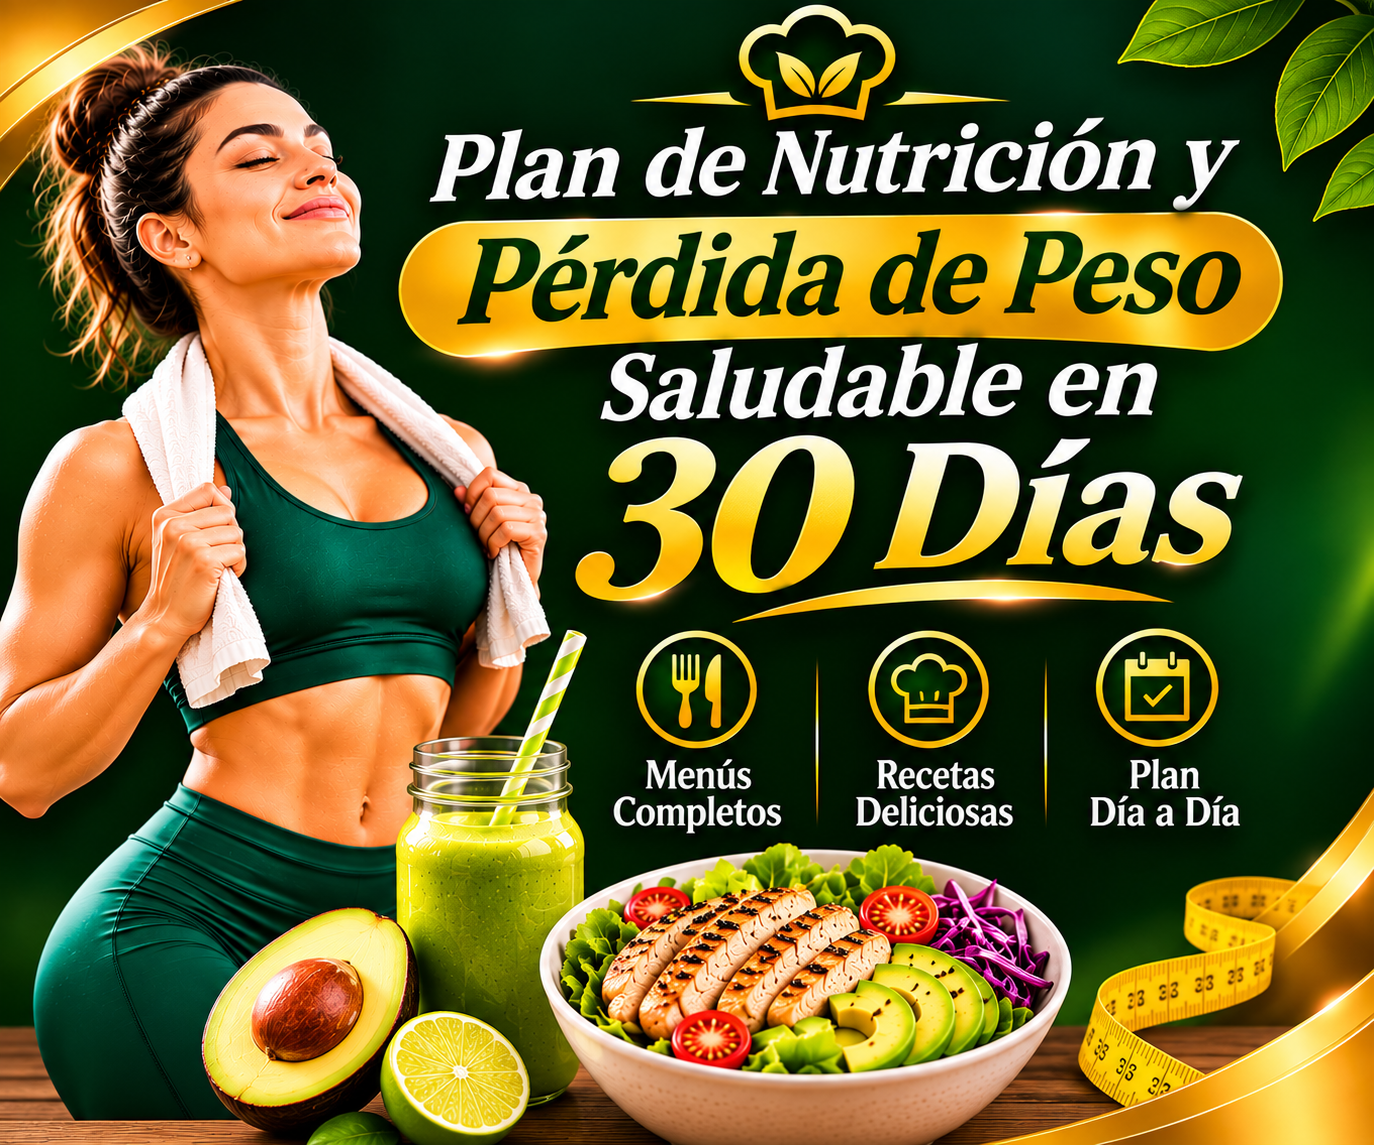 Plan de Nutrición y
Pérdida de Peso
Saludable en
30 Días
Menús
Completos
Recetas
Deliciosas
Plan
Día a Día